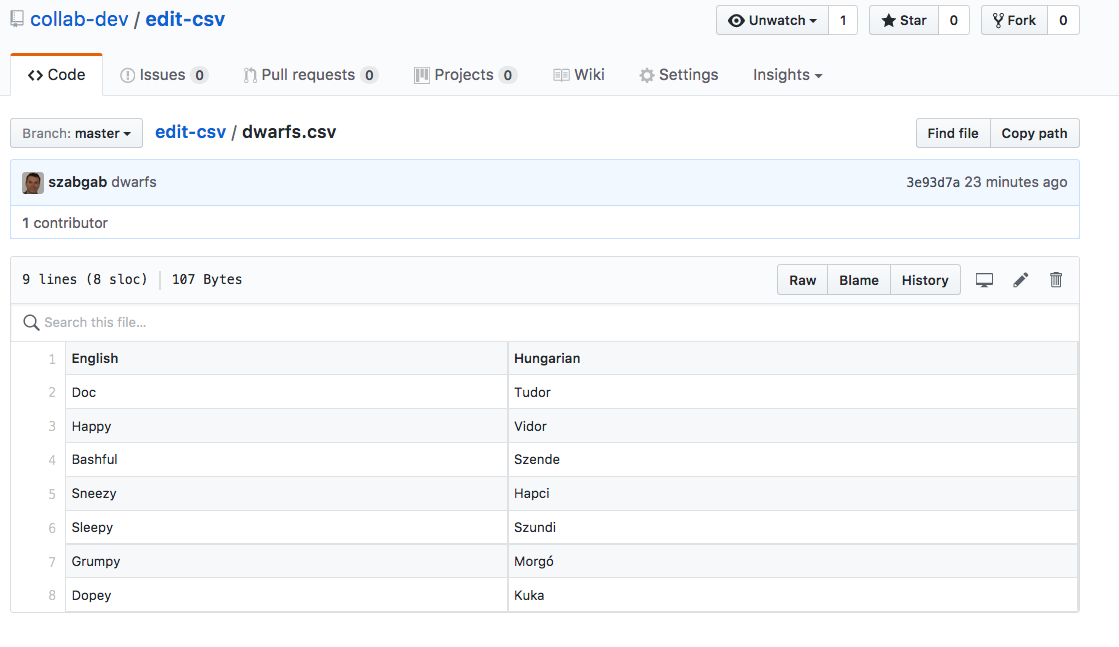 collab-dev / edit-csv
Unwatch 1 Star 0 Fork 0
Code Issues 0 Pull requests 0 Projects 0 Wiki Settings Insights
Branch: master edit-csv / dwarfs.csv Find file Copy path
szabgab dwarfs 3e93d7a 23 minutes ago
1 contributor
9 lines (8 sloc) 107 Bytes Raw Blame History
Search this file...
1 English Hungarian
2 Doc Tudor
3 Happy Vidor
4 Bashful Szende
5 Sneezy Hapci
6 Sleepy Szundi
7 Grumpy Morgó
8 Dopey Kuka